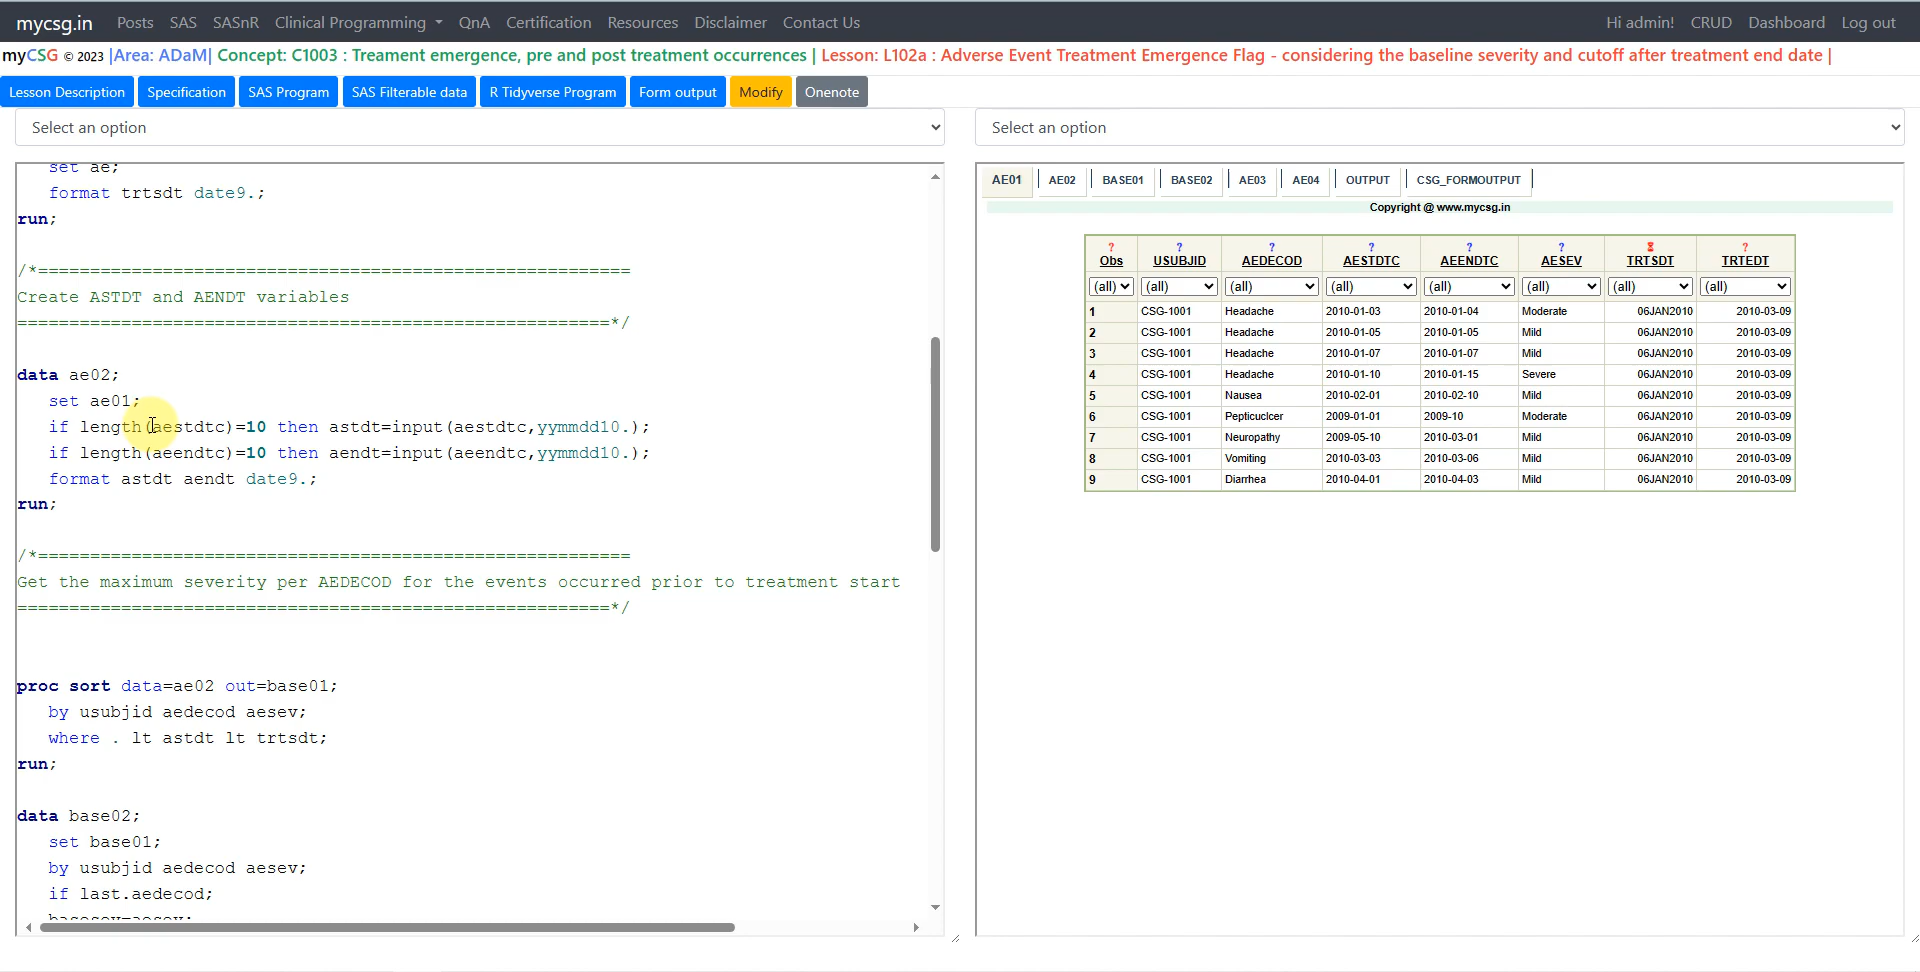 mycsg.in Posts SAS SASnR Clinical Programming QnA Certification Resources Disclaimer Contact Us Hi admin! CRUD Dashboard Log out
myCSG © 2023 |Area: ADaM| Concept: C1003 : Treament emergence, pre and post treatment occurrences | Lesson: L102a : Adverse Event Treatment Emergence Flag - considering the baseline severity and cutoff after treatment end date |
Lesson Description Specification SAS Program SAS Filterable data R Tidyverse Program Form output Modify Onenote
Select an option
set ae;
format trtsdt date9.;
run;
/*=========================================================
Create ASTDT and AENDT variables
=========================================================*/
data ae02;
set ae01;
if length(aestdtc)=10 then astdt=input(aestdtc,yymmdd10.);
if length(aeendtc)=10 then aendt=input(aeendtc,yymmdd10.);
format astdt aendt date9.;
run;
/*=========================================================
Get the maximum severity per AEDECOD for the events occurred prior to treatment start
=========================================================*/
proc sort data=ae02 out=base01;
by usubjid aedecod aesev;
where . lt astdt lt trtsdt;
run;
data base02;
set base01;
by usubjid aedecod aesev;
if last.aedecod;
basesev=aesev;
Select an option
AE01 AE02 BASE01 BASE02 AE03 AE04 OUTPUT CSG_FORMOUTPUT
Copyright @ www.mycsg.in
? ? ? ? ? ? ?
Obs USUBJID AEDECOD AESTDTC AEENDTC AESEV TRTSDT TRTEDT
(all) (all) (all) (all) (all) (all) (all) (all)
1 CSG-1001 Headache 2010-01-03 2010-01-04 Moderate 06JAN2010 2010-03-09
2 CSG-1001 Headache 2010-01-05 2010-01-05 Mild 06JAN2010 2010-03-09
3 CSG-1001 Headache 2010-01-07 2010-01-07 Mild 06JAN2010 2010-03-09
4 CSG-1001 Headache 2010-01-10 2010-01-15 Severe 06JAN2010 2010-03-09
5 CSG-1001 Nausea 2010-02-01 2010-02-10 Mild 06JAN2010 2010-03-09
6 CSG-1001 Pepticuclcer 2009-01-01 2009-10 Moderate 06JAN2010 2010-03-09
7 CSG-1001 Neuropathy 2009-05-10 2010-03-01 Mild 06JAN2010 2010-03-09
8 CSG-1001 Vomiting 2010-03-03 2010-03-06 Mild 06JAN2010 2010-03-09
9 CSG-1001 Diarrhea 2010-04-01 2010-04-03 Mild 06JAN2010 2010-03-09